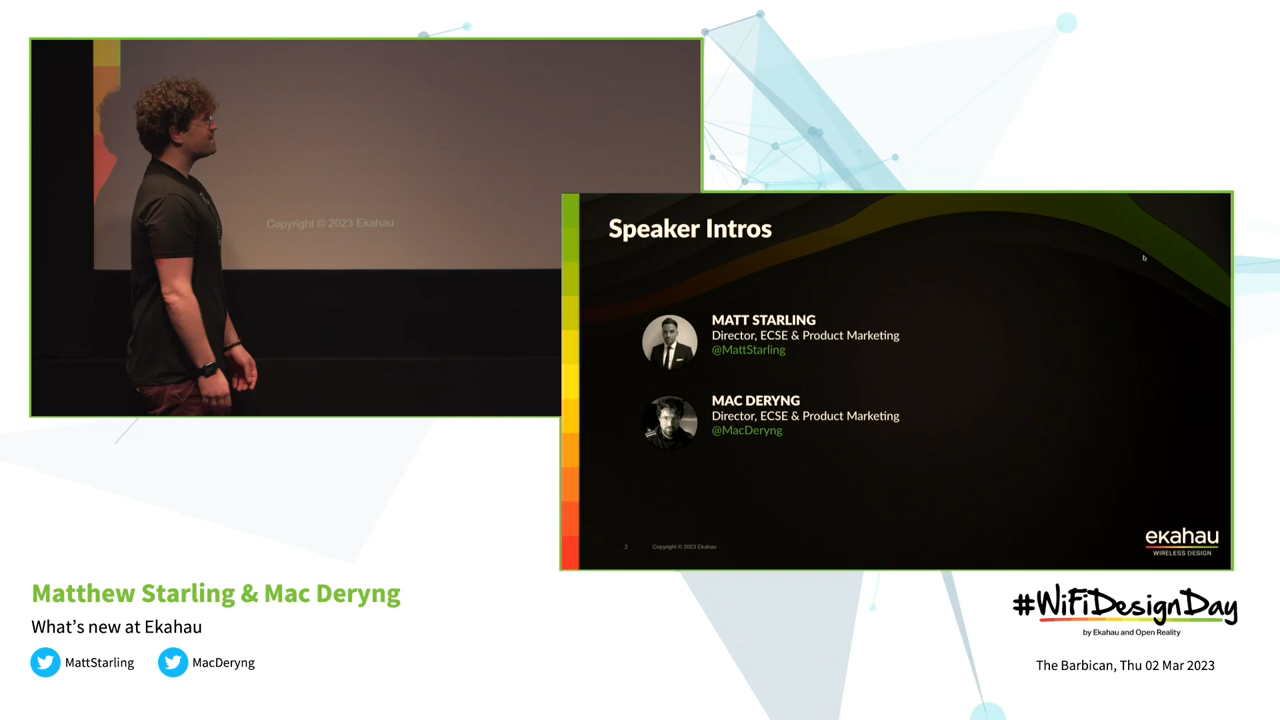 Copyright © 2023 Ekahau
Speaker Intros
MATT STARLING
Director, ECSE & Product Marketing
@MattStarling
MAC DERYNG
Director, ECSE & Product Marketing
@MacDeryng
2 Copyright © 2023 Ekahau
ekahau
WIRELESS DESIGN
Matthew Starling & Mac Deryng
What's new at Ekahau
MattStarling MacDeryng
#WiFiDesignDay
by Ekahau and Open Reality
The Barbican, Thu 02 Mar 2023